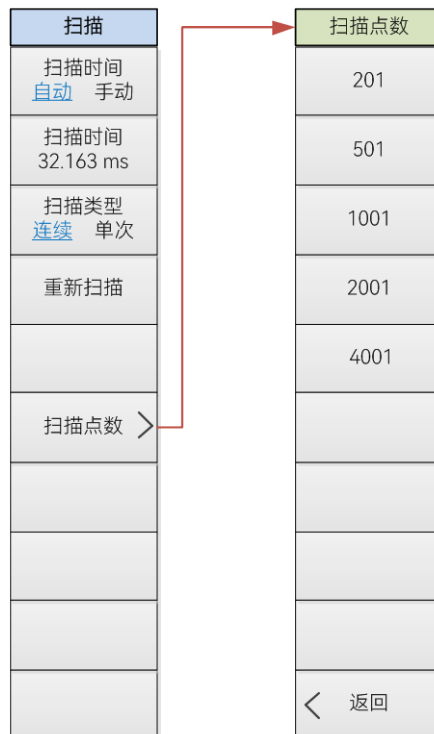 扫描
扫描时间
自动 手动
扫描时间
32.163 ms
扫描类型
连续 单次
重新扫描
扫描点数
扫描点数
201
501
1001
2001
4001
返回